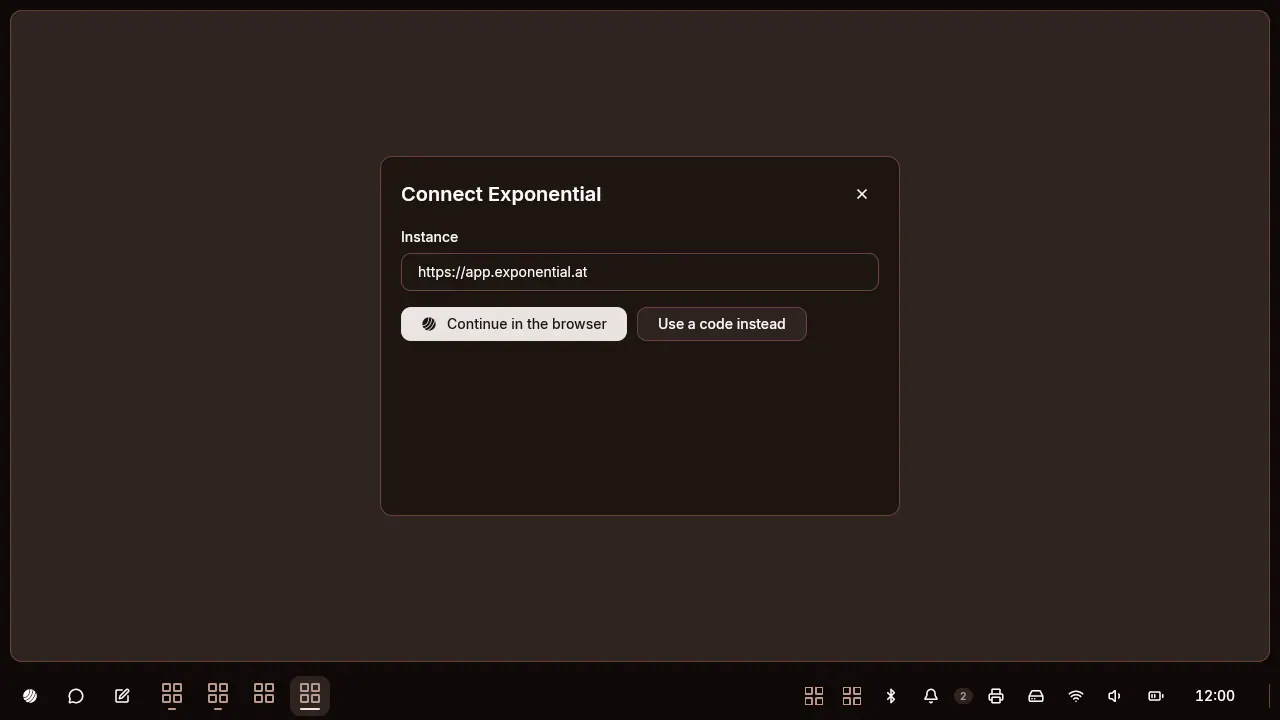 Connect Exponential
Instance
https://app.exponential.at
Continue in the browser
Use a code instead
2
12:00